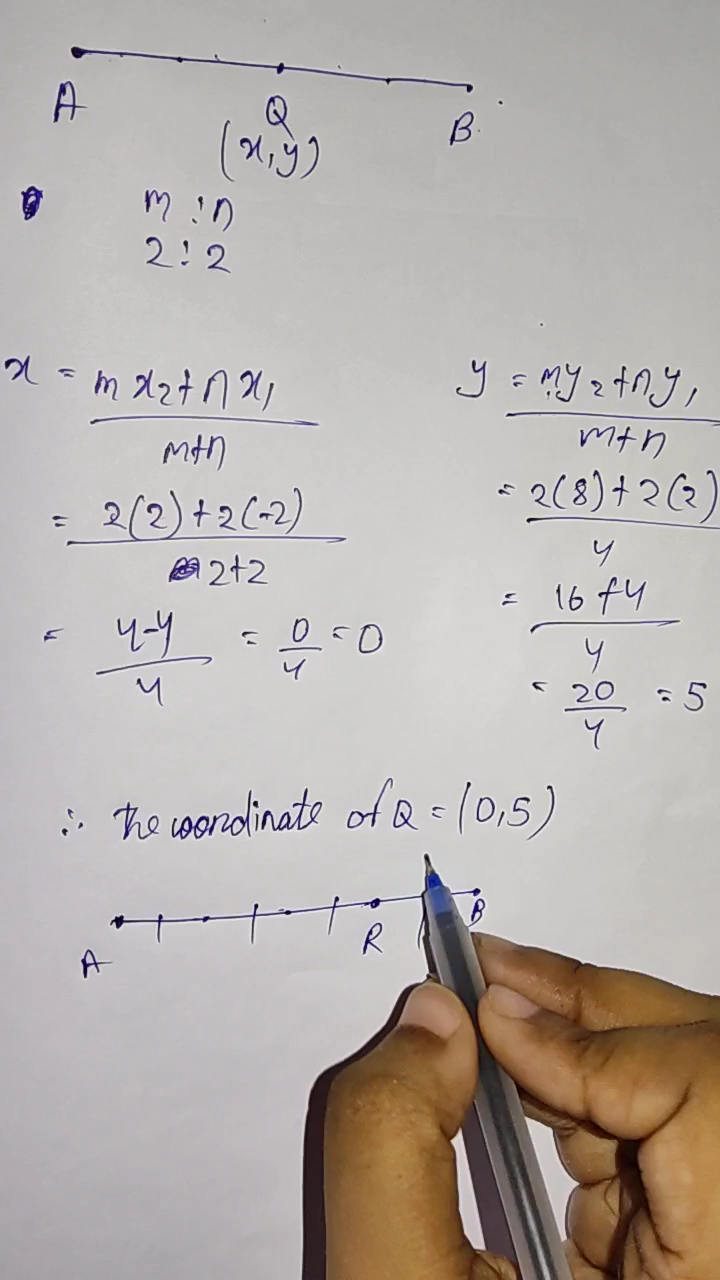 A Q B
(x, y)
m : n
2 : 2
x = mx₂ + nx₁ / m+n
= 2(2) + 2(-2) / 2+2
= 4-4 / 4 = 0/4 = 0
y = my₂ + ny₁ / m+n
= 2(8) + 2(2) / 4
= 16 + 4 / 4
= 20/4 = 5
∴ The coordinate of Q = (0,5)
A R B